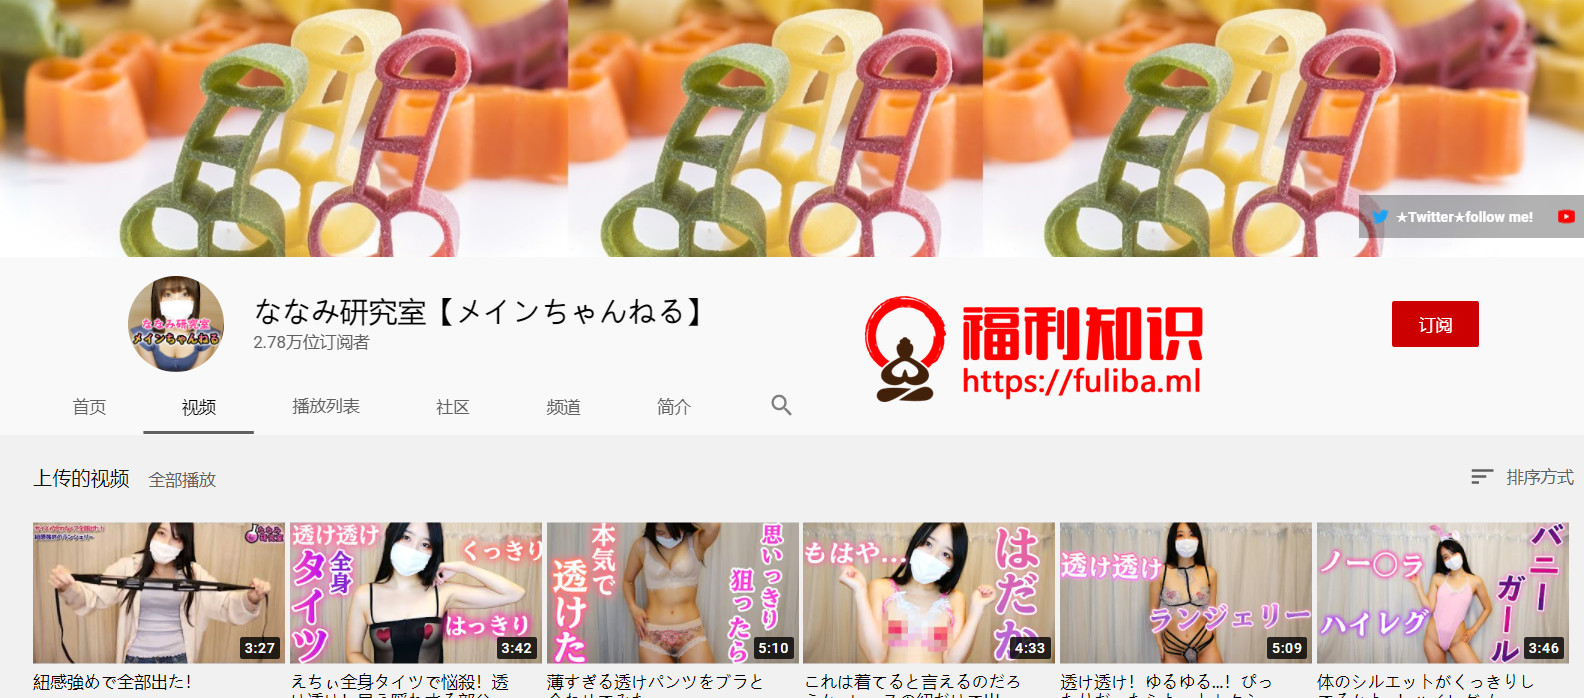 ★Twitter★follow me!
ななみ研究室
メインちゃんねる
ななみ研究室【メインちゃんねる】
2.78万位订阅者
福利知识
https://fuliba.ml
订阅
首页
视频
播放列表
社区
频道
简介
上传的视频
全部播放
排序方式
3:27
透け透け
全身
タイツ
くっきり
はっきり
3:42
本気で
透けた
思いっきり
狙ったら
5:10
もはや...
はだか
4:33
透け透け
ランジェリー
5:09
ノー〇ラ
ハイレグ
バニー
ガール
3:46
紐感強めで全部出た!
えちぃ全身タイツで悩殺!透
薄すぎる透けパンツをブラと
これは着てると言えるのだろ
透け透け!ゆるゆる...!ぴっ
体のシルエットがくっきりし